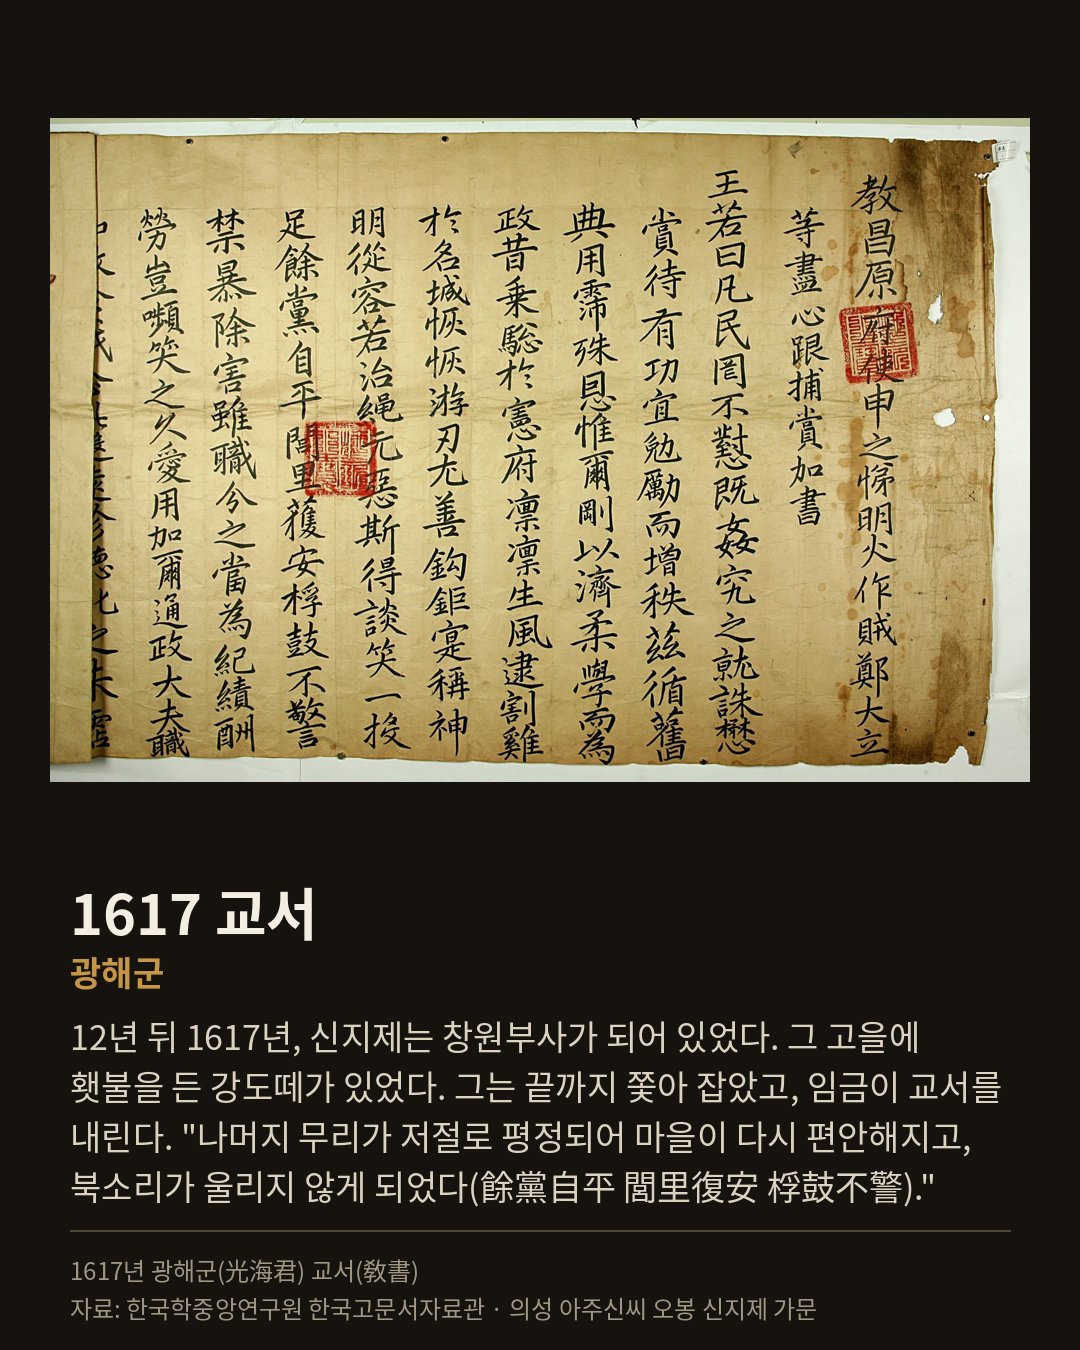 教昌原府使申之悌明火作賊鄭大立
等盡心跟捕賞加書
王若曰凡民罔不懟既姦宄之就誅懋
賞待有功宜勉勵而增秩玆循舊
典用霈殊恩惟爾剛以濟柔學而為
政昔乗驄於憲府凛凛生風逮割雞
於名城恢恢游刃尤善鈎鉅寔稱神
明從容若治繩元惡斯得談笑一投
足餘黨自平閭里獲安桴鼓不警
禁暴除害雖職分之當為紀績酬
勞豈嚬笑之久愛用加爾通政大夫職
1617 교서
광해군
12년 뒤 1617년, 신지제는 창원부사가 되어 있었다. 그 고을에
횃불을 든 강도떼가 있었다. 그는 끝까지 쫓아 잡았고, 임금이 교서를
내린다. "나머지 무리가 저절로 평정되어 마을이 다시 편안해지고,
북소리가 울리지 않게 되었다(餘黨自平 閭里復安 桴鼓不警)."
1617년 광해군(光海君) 교서(敎書)
자료: 한국학중앙연구원 한국고문서자료관 · 의성 아주신씨 오봉 신지제 가문